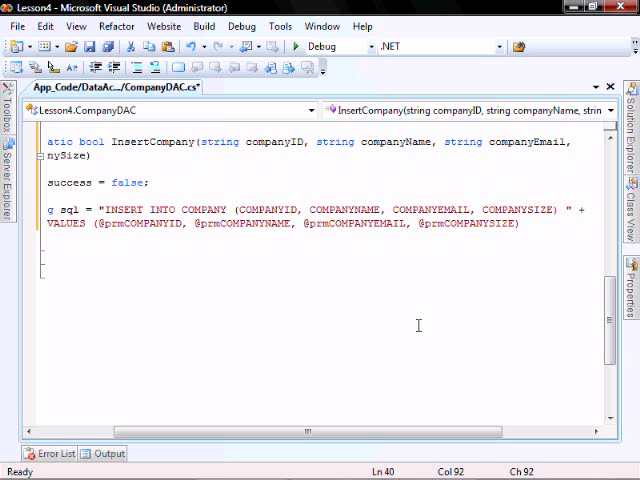 Lesson4 - Microsoft Visual Studio (Administrator)
File Edit View Refactor Website Build Debug Data Tools Window Help
Debug .NET
App_Code/DataAc.../CompanyDAC.cs*
Lesson4.CompanyDAC InsertCompany(string companyID, string companyName, strin
atic bool InsertCompany(string companyID, string companyName, string companyEmail,
nySize)
success = false;
g sql = "INSERT INTO COMPANY (COMPANYID, COMPANYNAME, COMPANYEMAIL, COMPANYSIZE) " +
VALUES (@prmCOMPANYID, @prmCOMPANYNAME, @prmCOMPANYEMAIL, @prmCOMPANYSIZE)
Toolbox
Server Explorer
Solution Explorer
Class View
Properties
Error List Output
Ready Ln 40 Col 92 Ch 92